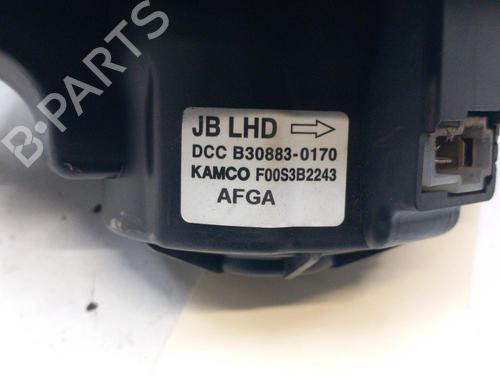 B-PARTS
JB LHD
DCC B30883-0170
KAMCO F00S3B2243
AFGA